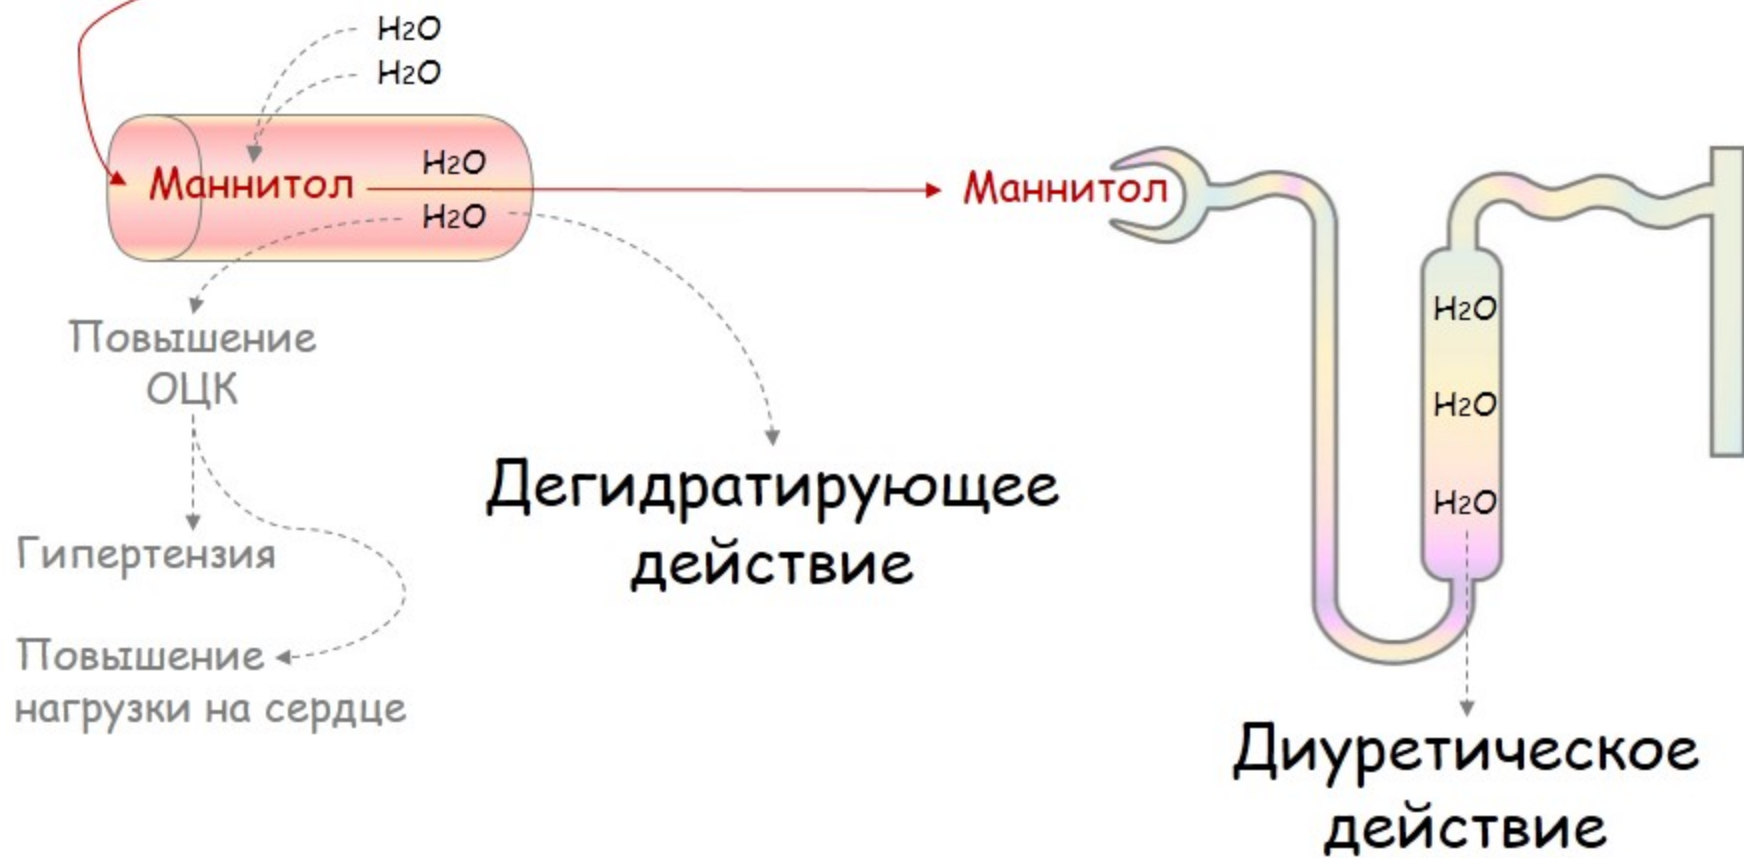 H2O
H2O
H2O
Маннитол
Маннитол
H2O
Повышение
ОЦК
Гипертензия
Повышение
нагрузки на сердце
Дегидратирующее
действие
H2O
H2O
H2O
Диуретическое
действие